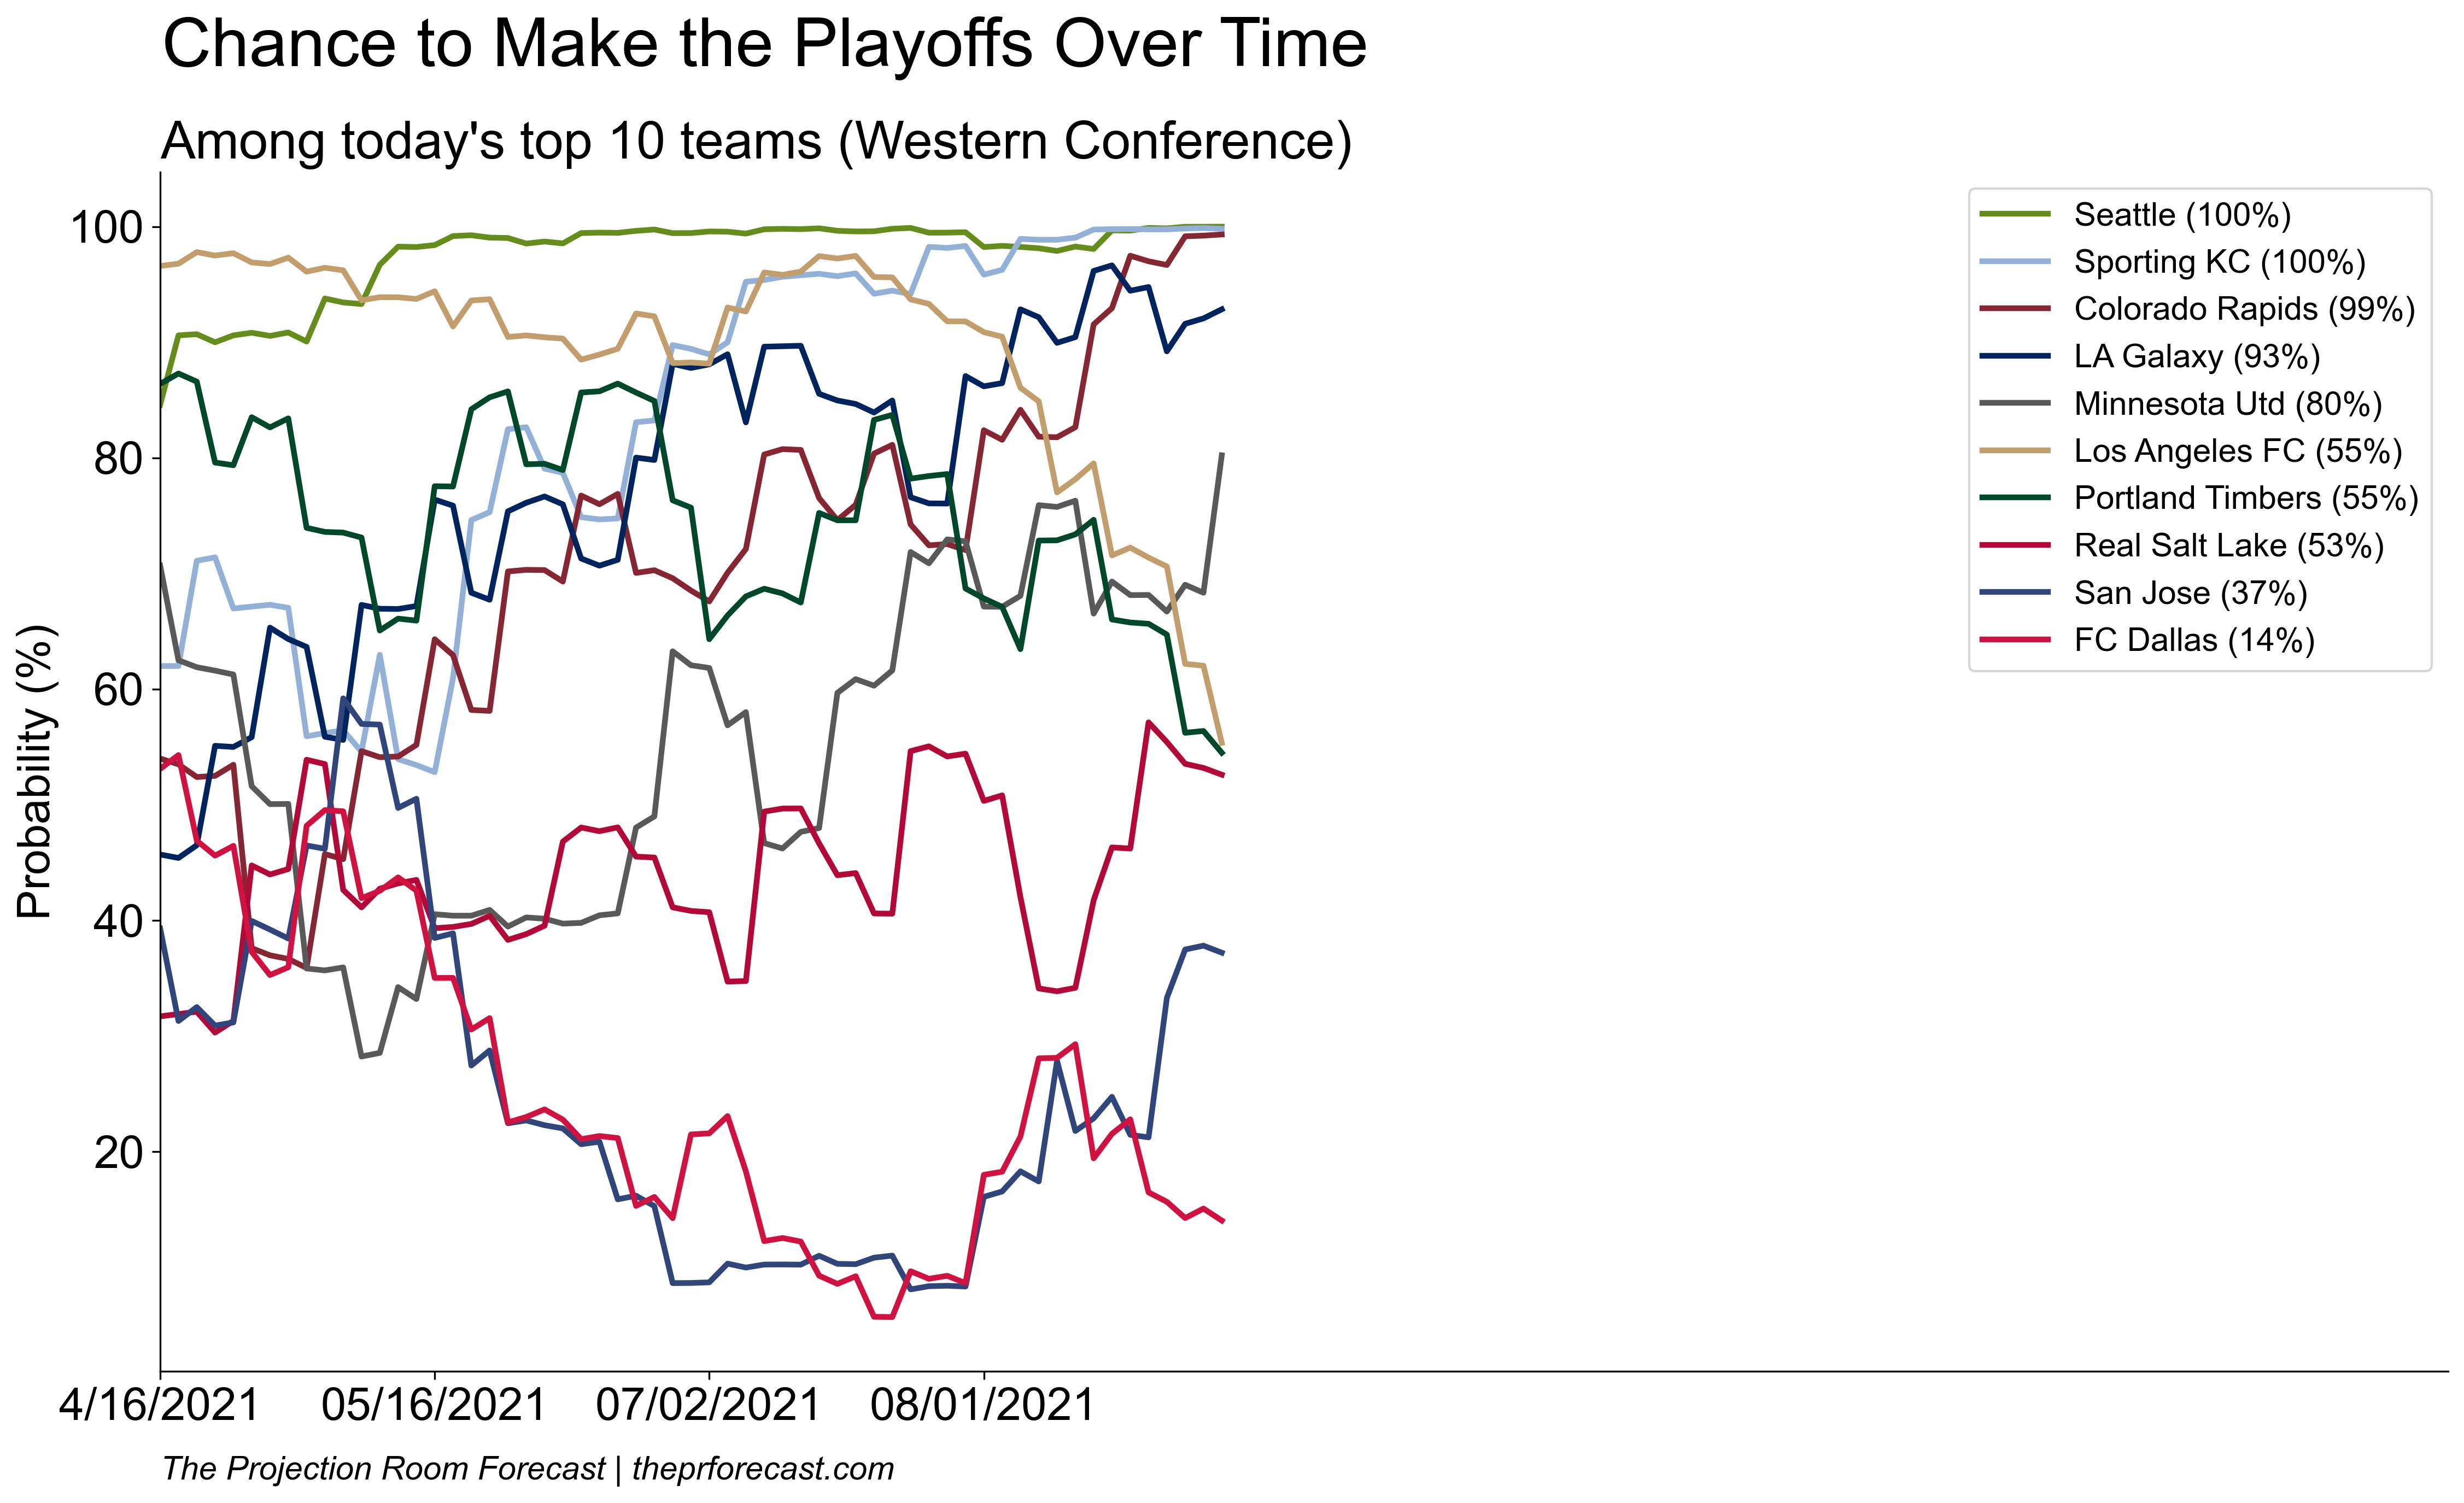 Chance to Make the Playoffs Over Time
Among today's top 10 teams (Western Conference)
Probability (%)
100
80
60
40
20
4/16/2021
05/16/2021
07/02/2021
08/01/2021
Seattle (100%)
Sporting KC (100%)
Colorado Rapids (99%)
LA Galaxy (93%)
Minnesota Utd (80%)
Los Angeles FC (55%)
Portland Timbers (55%)
Real Salt Lake (53%)
San Jose (37%)
FC Dallas (14%)
The Projection Room Forecast | theprforecast.com